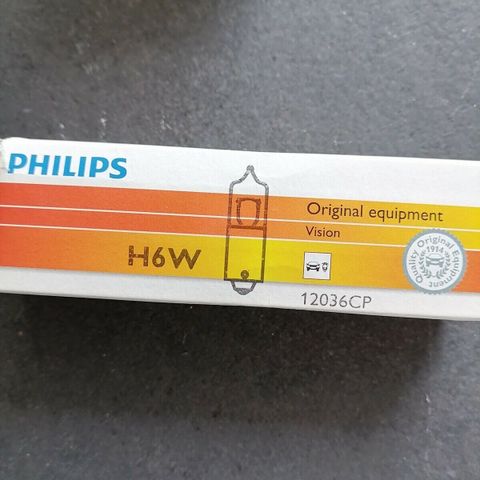 PHILIPS
Original equipment
Vision
H6W
12036CP
Quality Original Equipment
1914